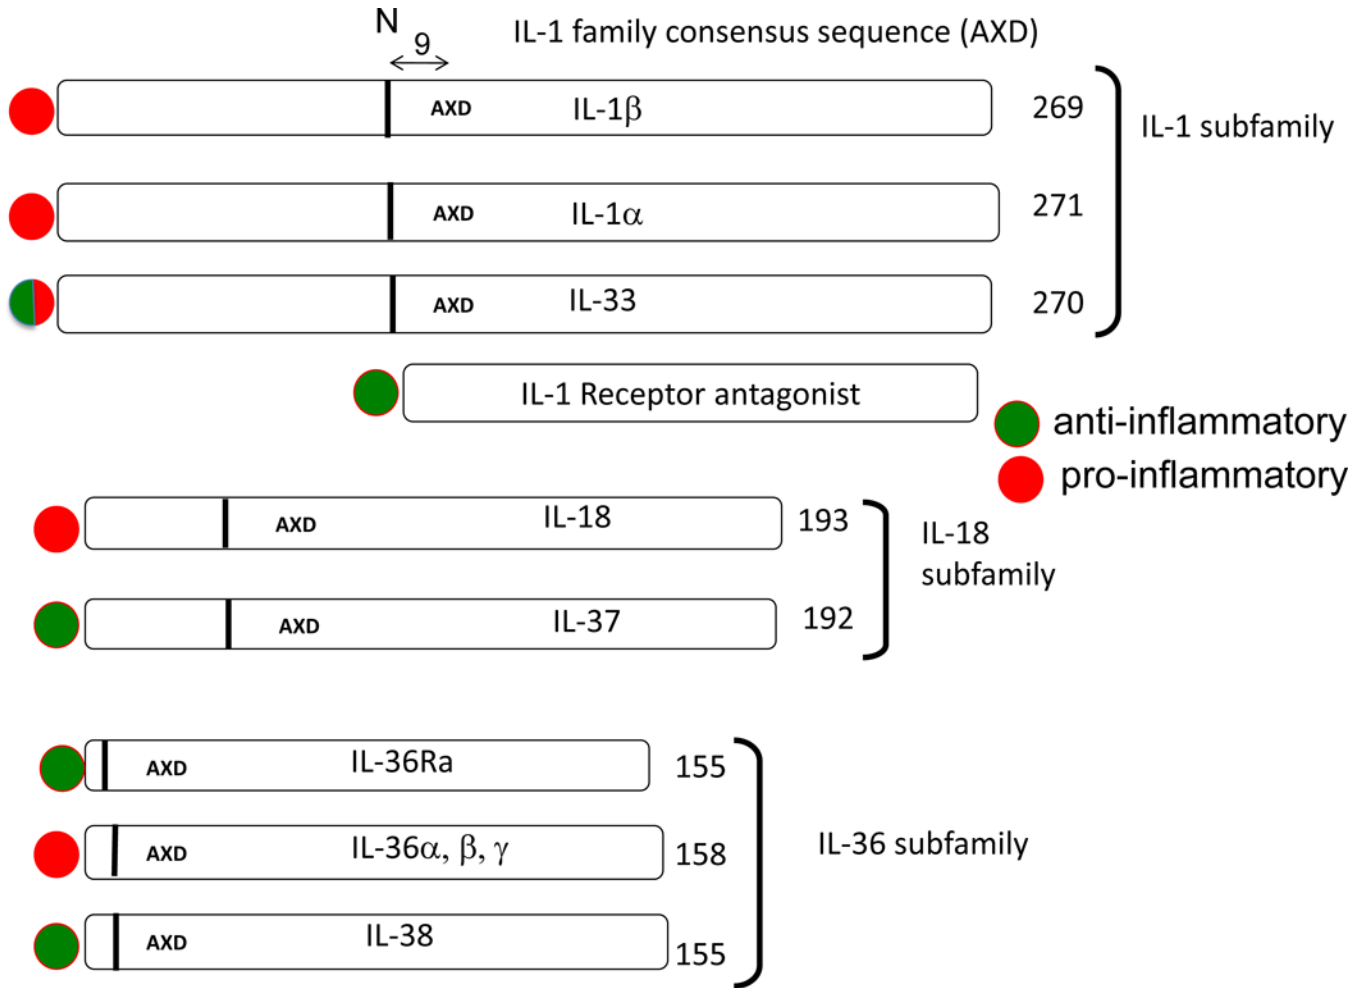 N
9
IL-1 family consensus sequence (AXD)
AXD IL-1β 269
IL-1 subfamily
AXD IL-1α 271
AXD IL-33 270
IL-1 Receptor antagonist
anti-inflammatory
pro-inflammatory
AXD IL-18 193
IL-18
subfamily
AXD IL-37 192
AXD IL-36Ra 155
AXD IL-36α, β, γ 158
IL-36 subfamily
AXD IL-38 155